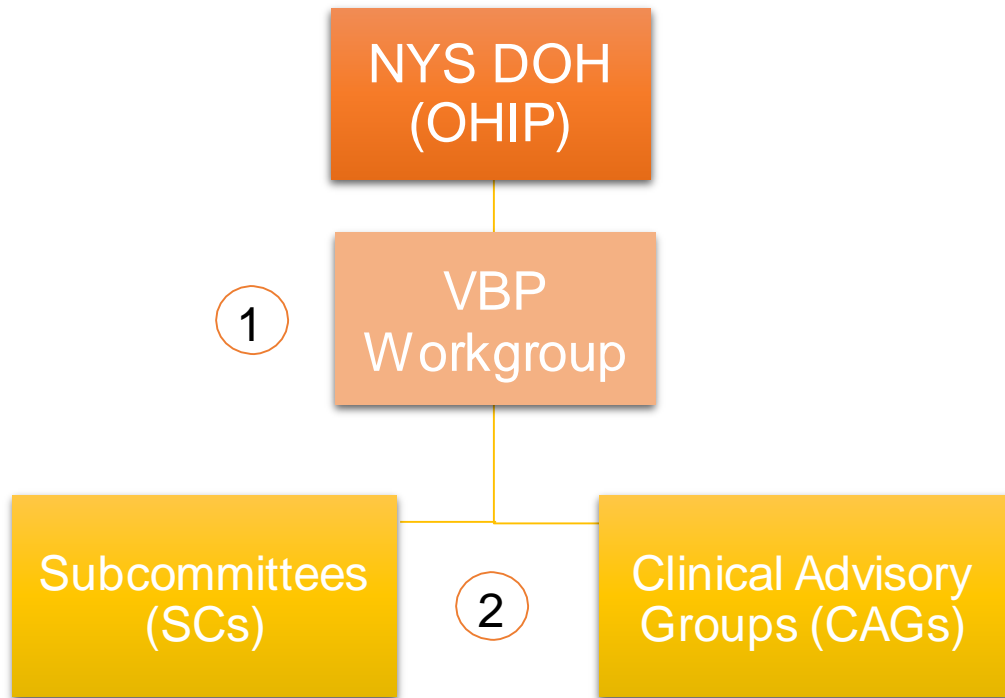 NYS DOH
(OHIP)
1
VBP
Workgroup
Subcommittees
(SCs)
2
Clinical Advisory
Groups (CAGs)